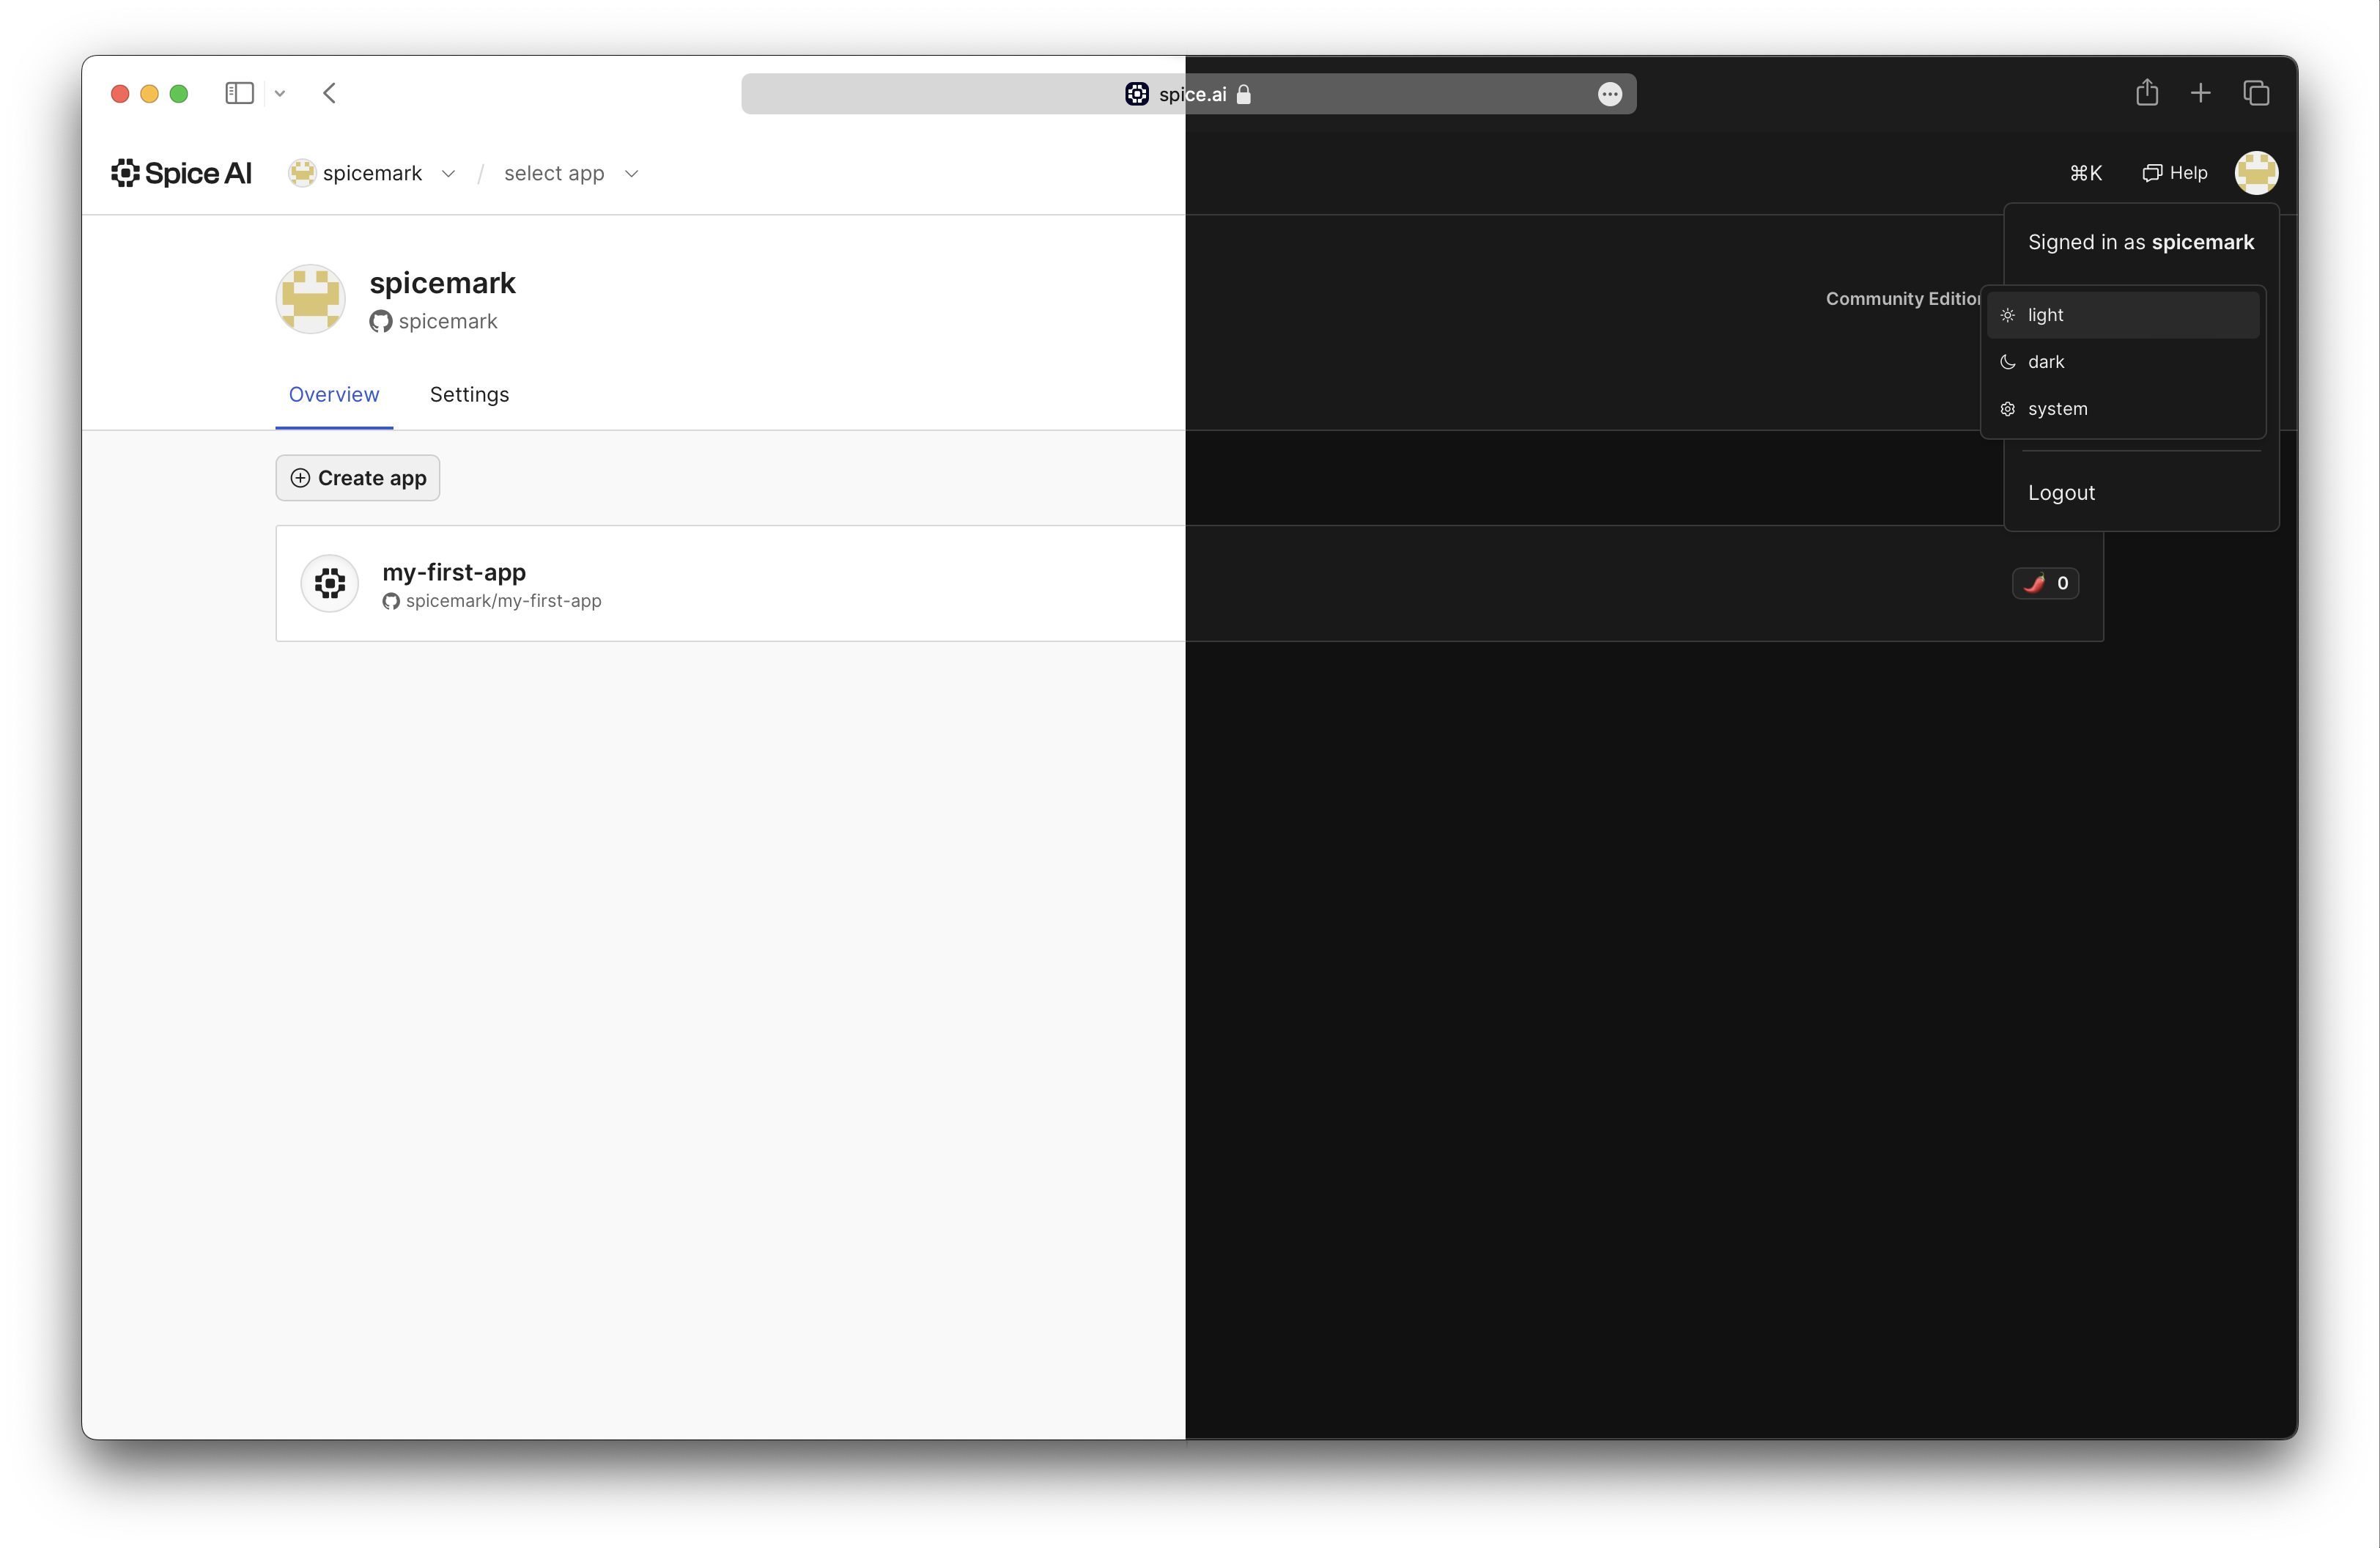 spice.ai
Spice AI spicemark / select app ⌘K Help
Signed in as spicemark
spicemark
spicemark
Community Edition
light
dark
system
Overview Settings
Create app
Logout
my-first-app
spicemark/my-first-app
0